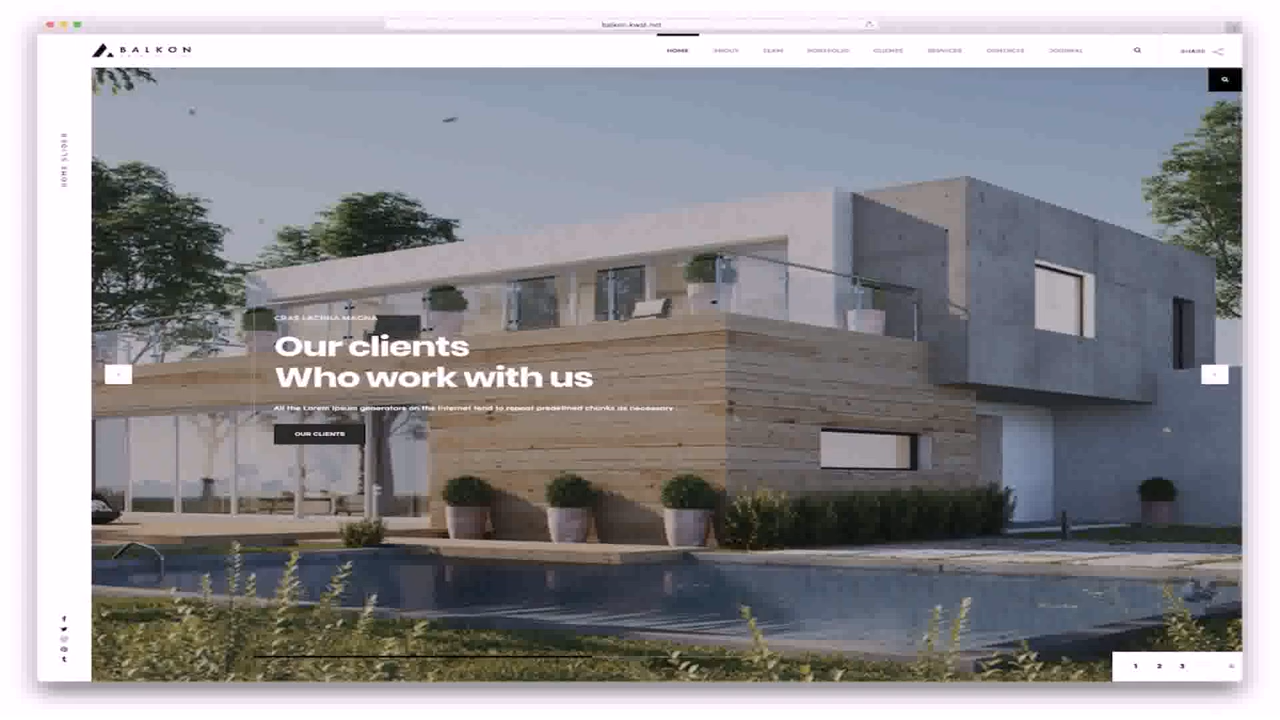 BALKON
HOME
ABOUT
TEAM
PORTFOLIO
CLIENTS
SERVICES
CONTACTS
JOURNAL
SHARE
HOME SLIDER
CRAS LACINIA MAGNA
Our clients
Who work with us
All the Lorem Ipsum generators on the Internet tend to repeat predefined chunks as necessary
OUR CLIENTS
1 2 3